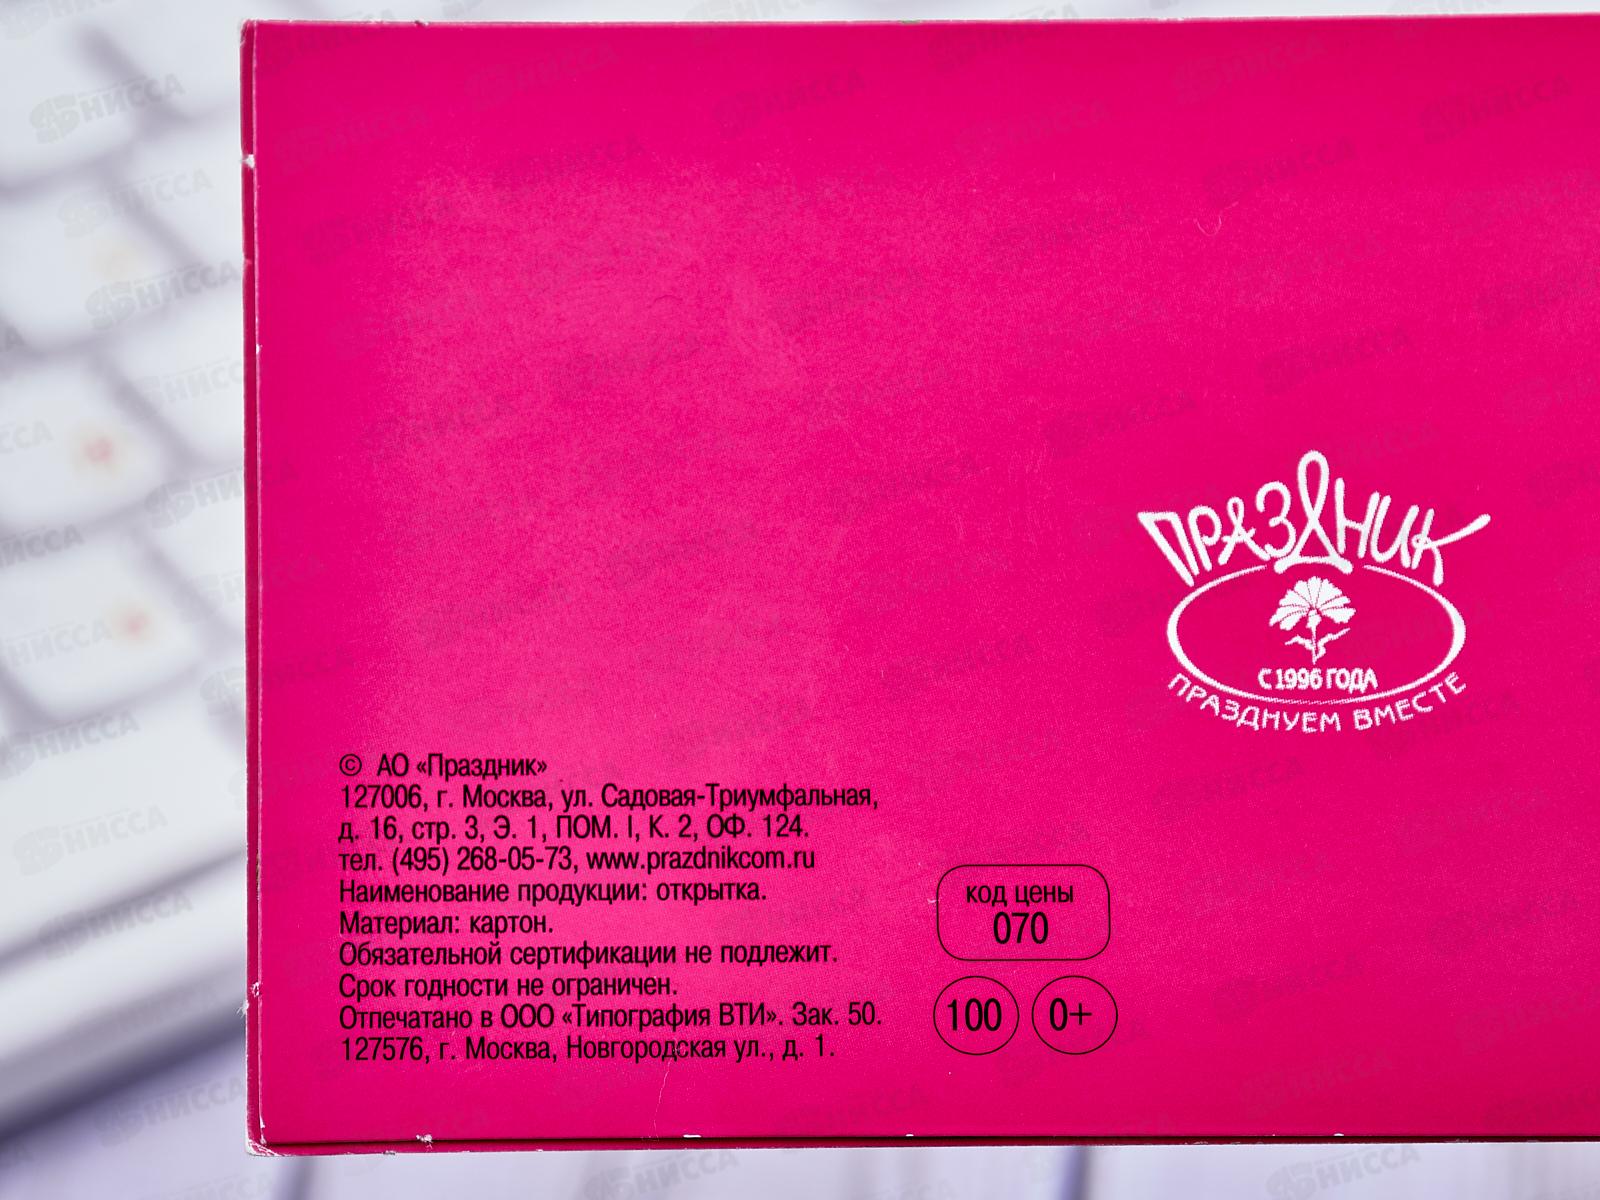 ПРАЗДНИК
С 1996 ГОДА
ПРАЗДНУЕМ ВМЕСТЕ
© АО «Праздник»
127006, г. Москва, ул. Садовая-Триумфальная,
д. 16, стр. 3, Э. 1, ПОМ. I, К. 2, ОФ. 124.
тел. (495) 268-05-73, www.prazdnikcom.ru
Наименование продукции: открытка.
Материал: картон.
Обязательной сертификации не подлежит.
Срок годности не ограничен.
Отпечатано в ООО «Типография ВТИ». Зак. 50.
127576, г. Москва, Новгородская ул., д. 1.
код цены
070
100 0+
НИССА